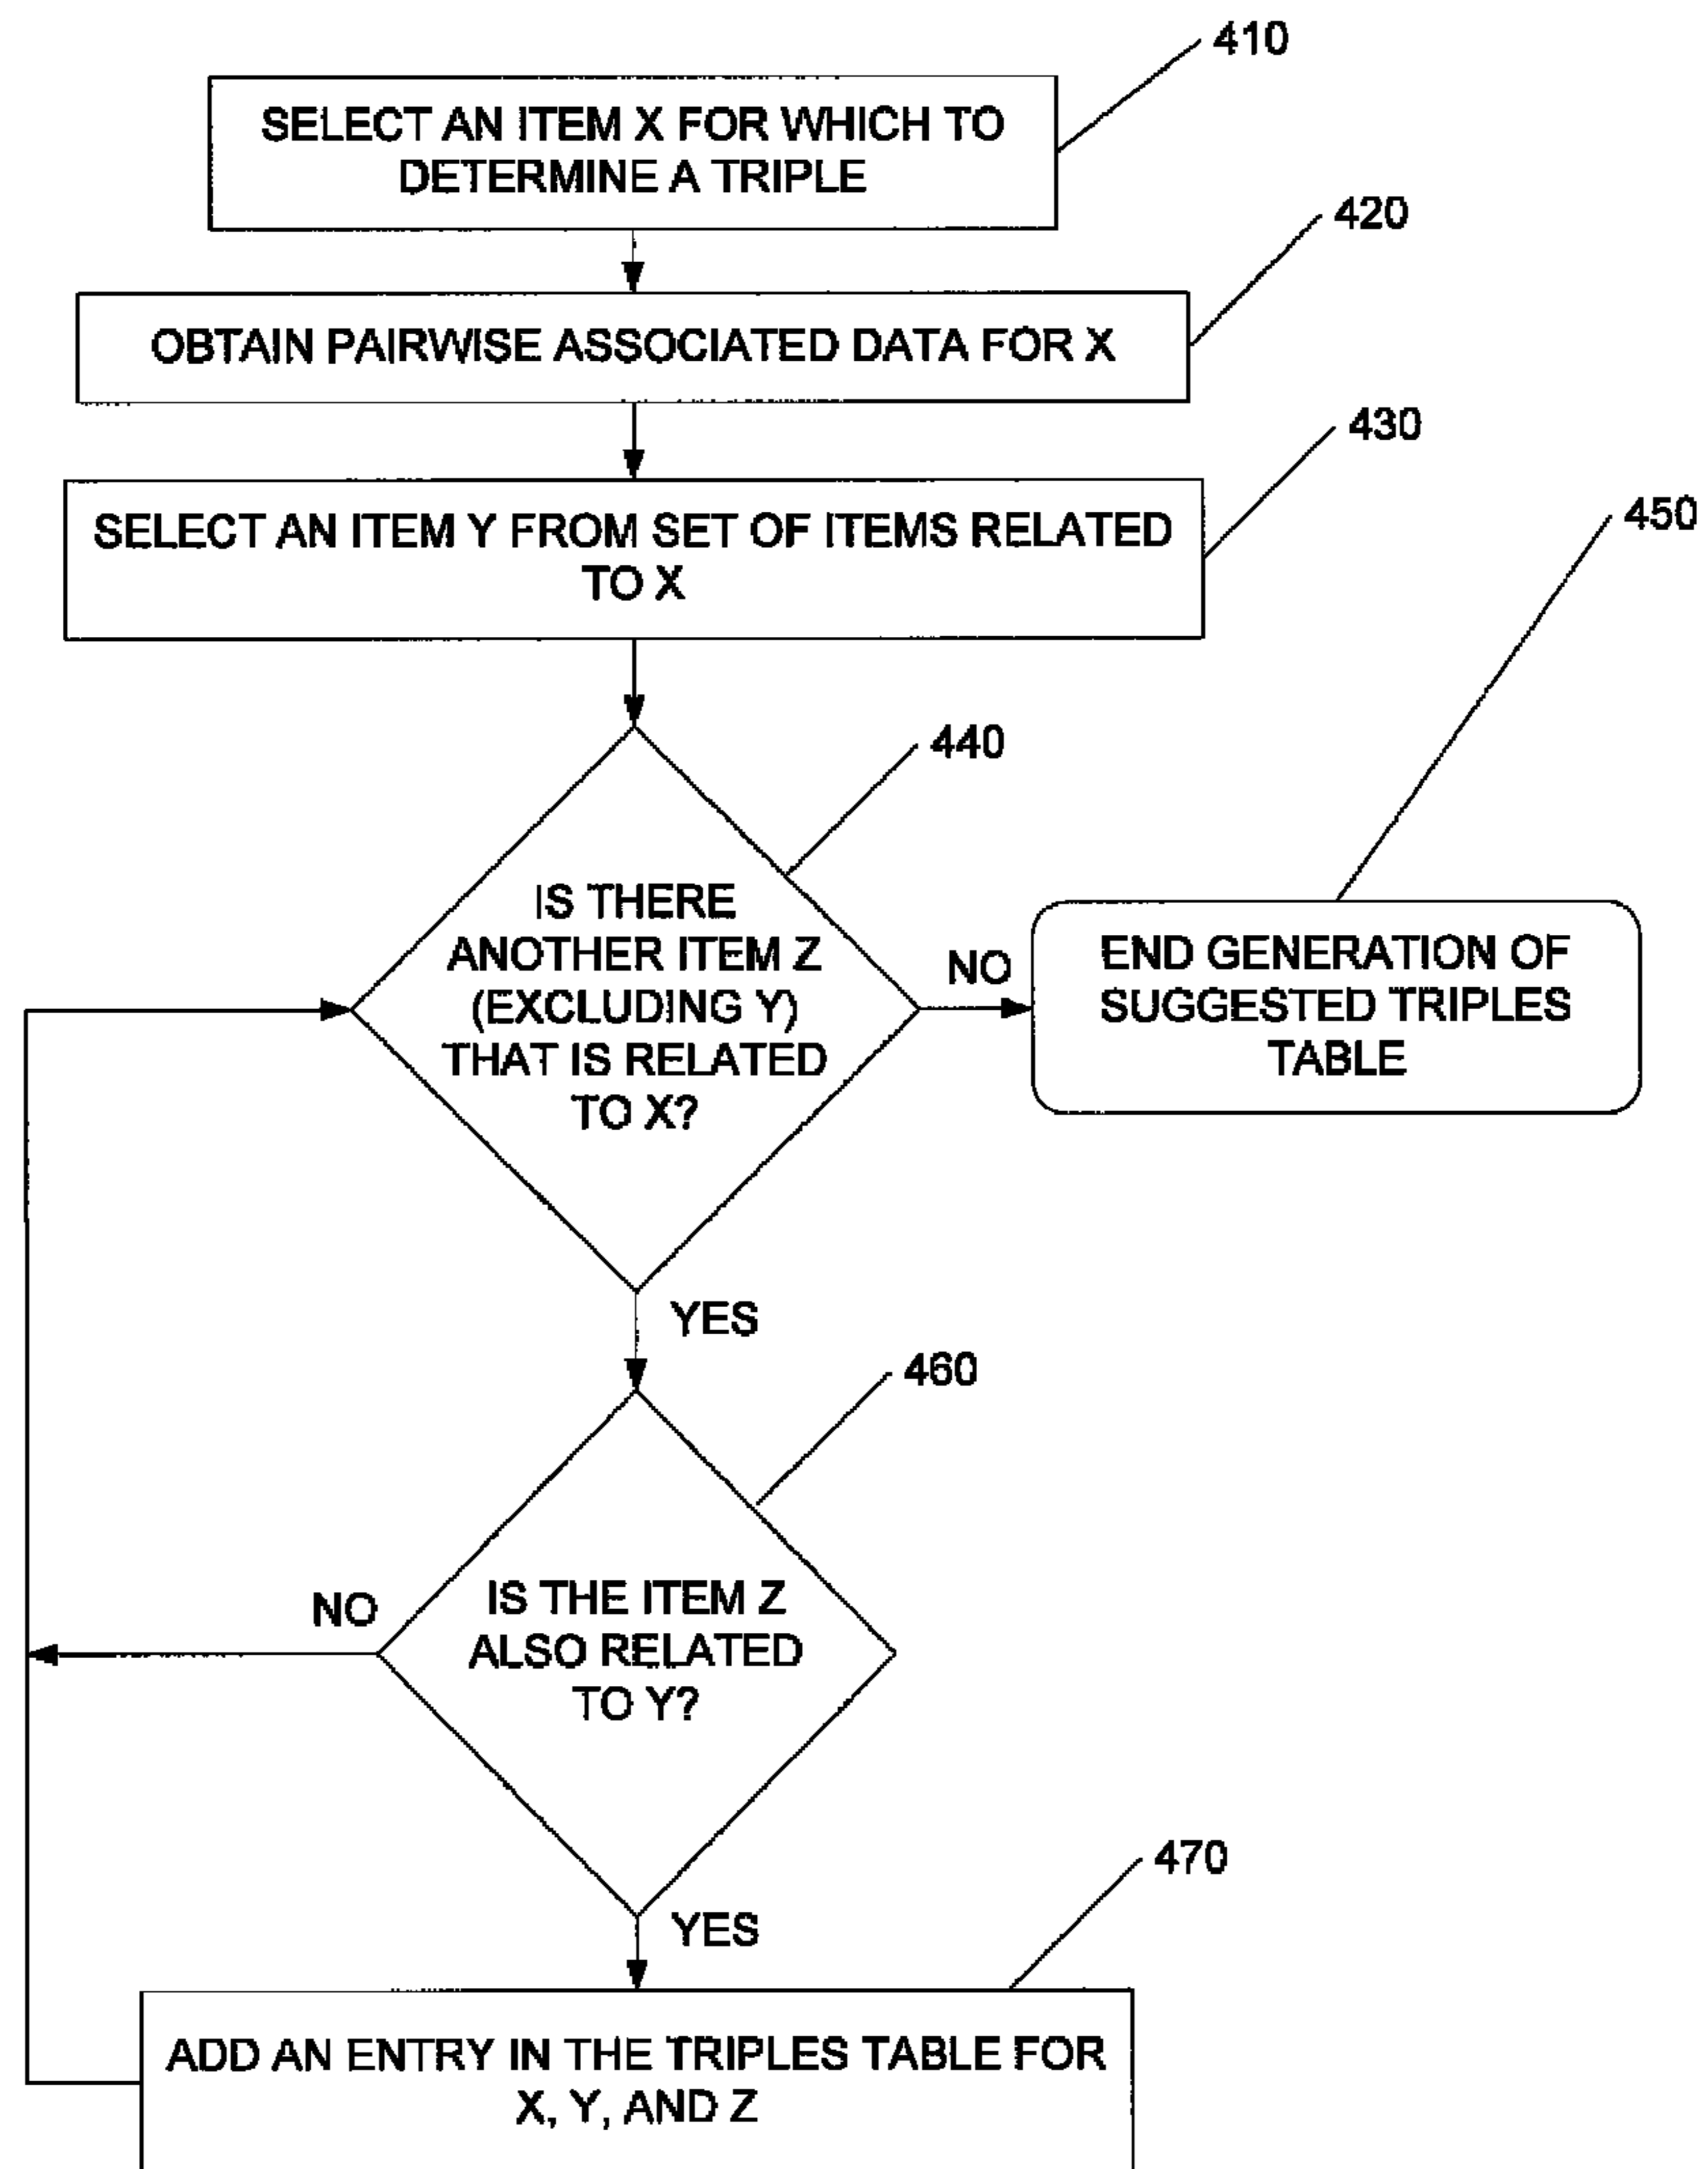 410
SELECT AN ITEM X FOR WHICH TO
DETERMINE A TRIPLE
420
OBTAIN PAIRWISE ASSOCIATED DATA FOR X
430
SELECT AN ITEM Y FROM SET OF ITEMS RELATED
TO X
450
440
IS THERE
ANOTHER ITEM Z
(EXCLUDING Y)
THAT IS RELATED
TO X?
NO
END GENERATION OF
SUGGESTED TRIPLES
TABLE
YES
460
NO
IS THE ITEM Z
ALSO RELATED
TO Y?
YES
470
ADD AN ENTRY IN THE TRIPLES TABLE FOR
X, Y, AND Z